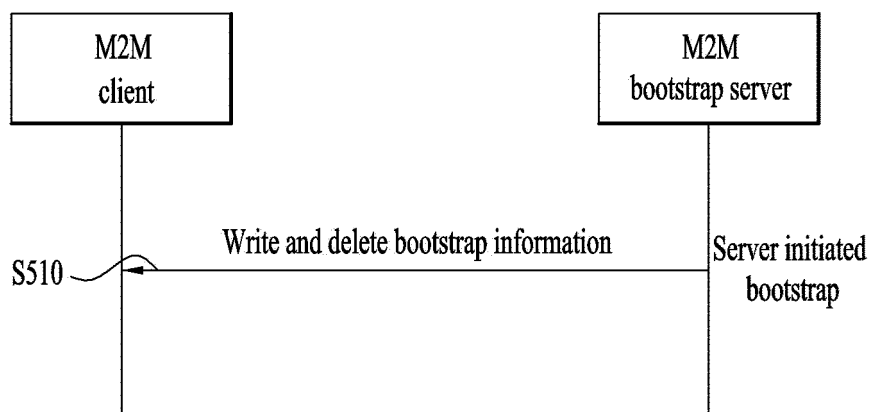 M2M
client
M2M
bootstrap server
Write and delete bootstrap information
S510
Server initiated
bootstrap